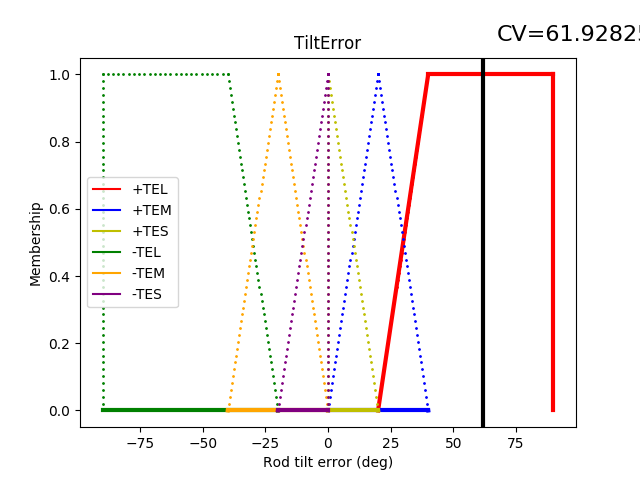 CV=61.9282
TiltError
Membership
1.0
0.8
0.6
0.4
0.2
0.0
+TEL
+TEM
+TES
-TEL
-TEM
-TES
−75 −50 −25 0 25 50 75
Rod tilt error (deg)